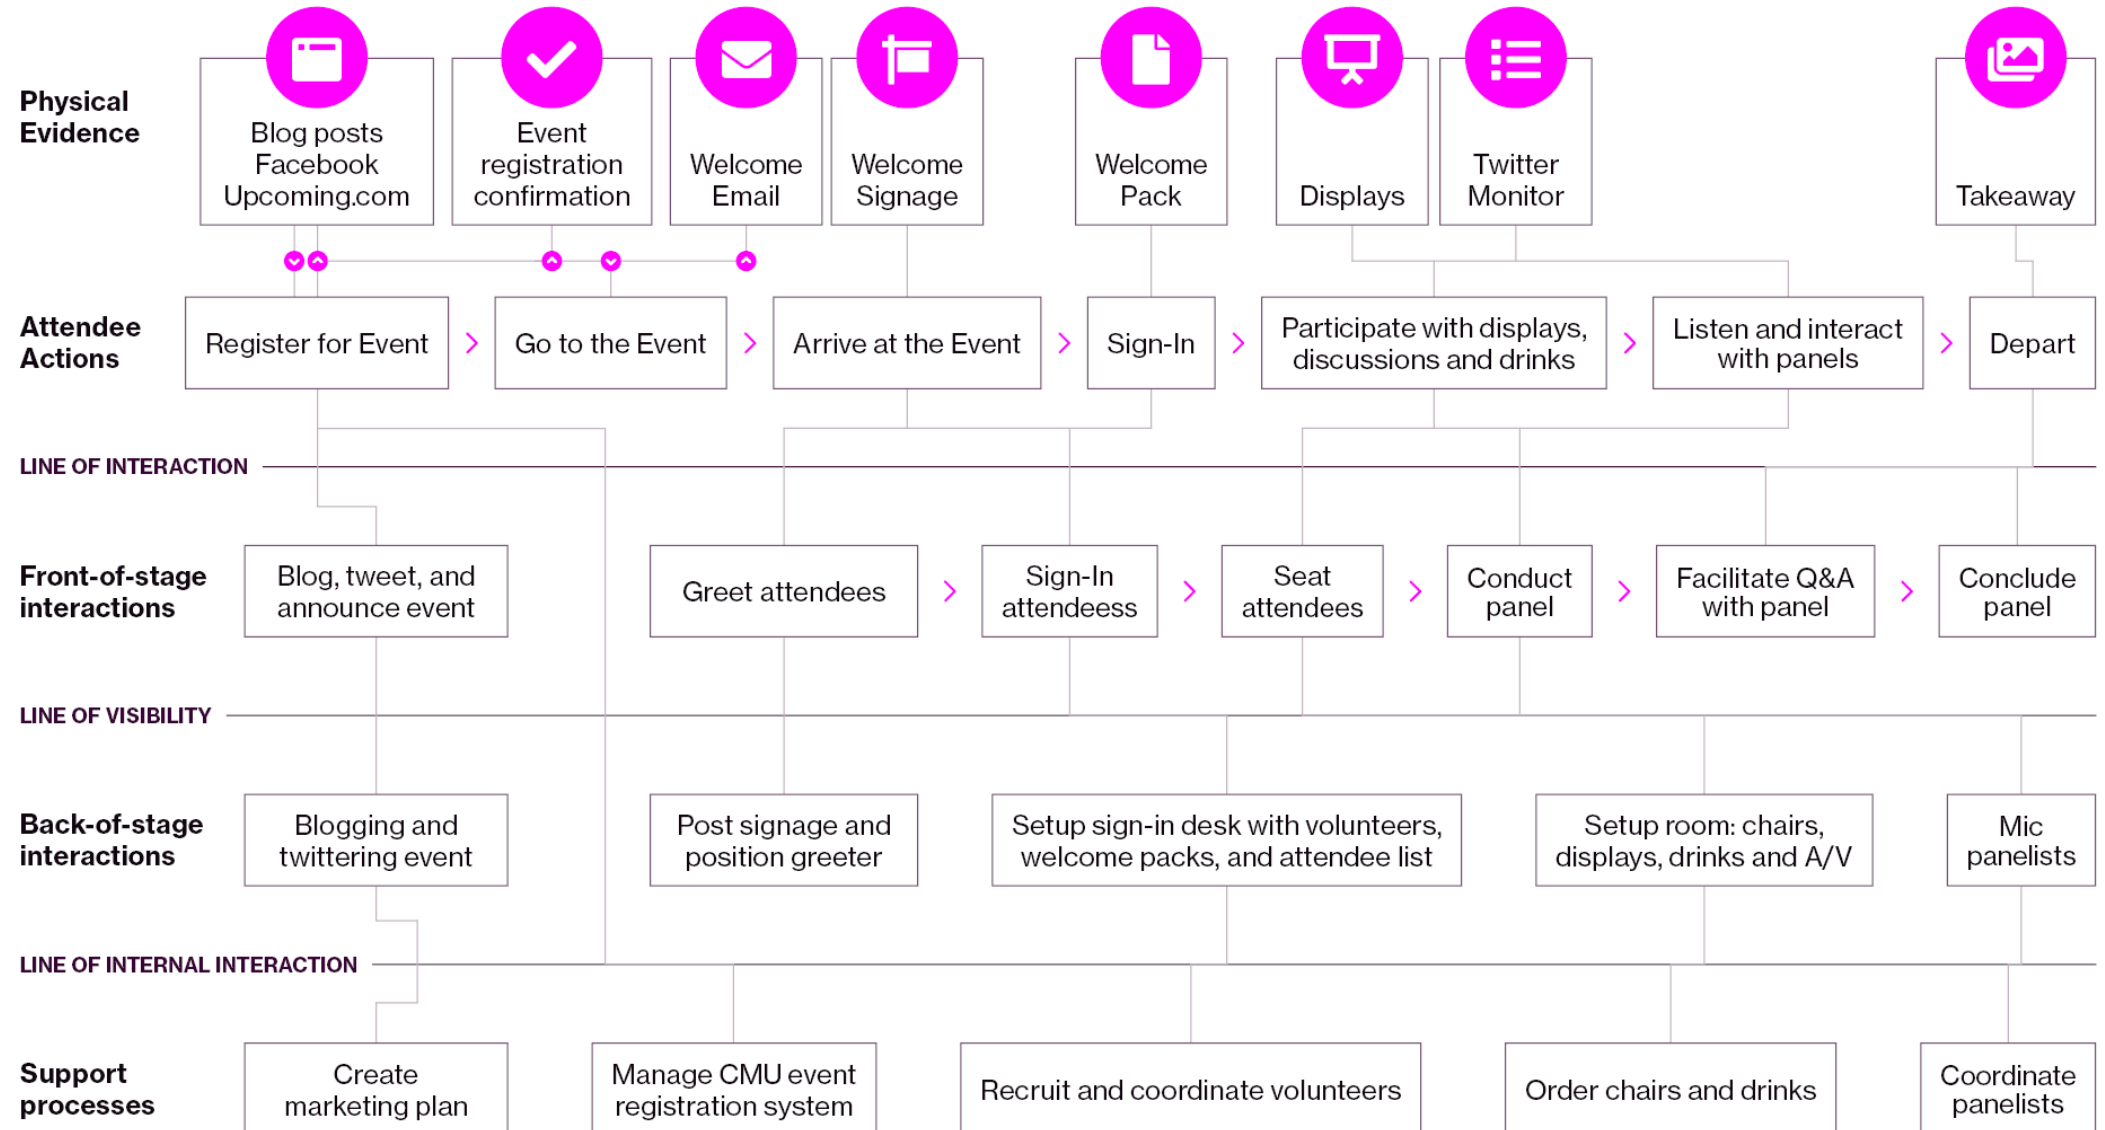 Physical
Evidence
Blog posts
Facebook
Upcoming.com
Event
registration
confirmation
Welcome
Email
Welcome
Signage
Welcome
Pack
Displays
Twitter
Monitor
Takeaway
Attendee
Actions
Register for Event
Go to the Event
Arrive at the Event
Sign-In
Participate with displays,
discussions and drinks
Listen and interact
with panels
Depart
LINE OF INTERACTION
Front-of-stage
interactions
Blog, tweet, and
announce event
Greet attendees
Sign-In
attendeess
Seat
attendees
Conduct
panel
Facilitate Q&A
with panel
Conclude
panel
LINE OF VISIBILITY
Back-of-stage
interactions
Blogging and
twittering event
Post signage and
position greeter
Setup sign-in desk with volunteers,
welcome packs, and attendee list
Setup room: chairs,
displays, drinks and A/V
Mic
panelists
LINE OF INTERNAL INTERACTION
Support
processes
Create
marketing plan
Manage CMU event
registration system
Recruit and coordinate volunteers
Order chairs and drinks
Coordinate
panelists